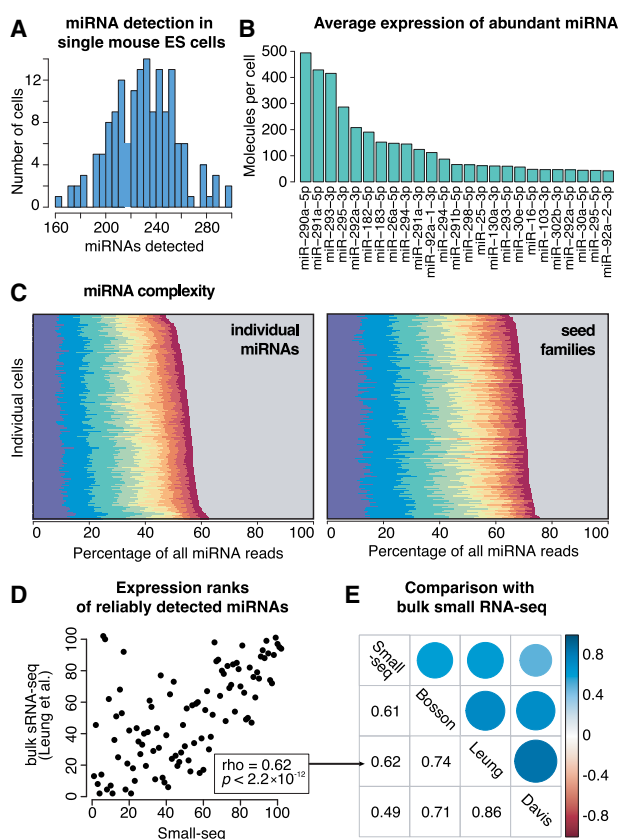 A
miRNA detection in
single mouse ES cells
Number of cells
12
8
4
0
160
200
240
280
miRNAs detected
B
Average expression of abundant miRNA
Molecules per cell
500
400
300
200
100
0
miR-290a-5p
miR-291a-5p
miR-293-3p
miR-295-3p
miR-292a-3p
miR-182-5p
miR-183-5p
miR-26a-5p
miR-294-3p
miR-291a-3p
miR-92a-1-3p
miR-294-5p
miR-291b-5p
miR-298-5p
miR-25-3p
miR-130a-3p
miR-293-5p
miR-30e-5p
miR-16-5p
miR-103-3p
miR-302b-3p
miR-292a-5p
miR-30a-5p
miR-295-5p
miR-92a-2-3p
C
miRNA complexity
Individual cells
individual
miRNAs
0 20 40 60 80 100
Percentage of all miRNA reads
seed
families
0 20 40 60 80 100
Percentage of all miRNA reads
D
Expression ranks
of reliably detected miRNAs
bulk sRNA-seq
(Leung et al.)
100
80
60
40
20
0
rho = 0.62
p < 2.2×10-12
0 20 40 60 80 100
Small-seq
E
Comparison with
bulk small RNA-seq
Small
-seq
0.61
Bosson
0.62
0.74
Leung
0.49
0.71
0.86
Davis
0.8
0.4
0
-0.4
-0.8